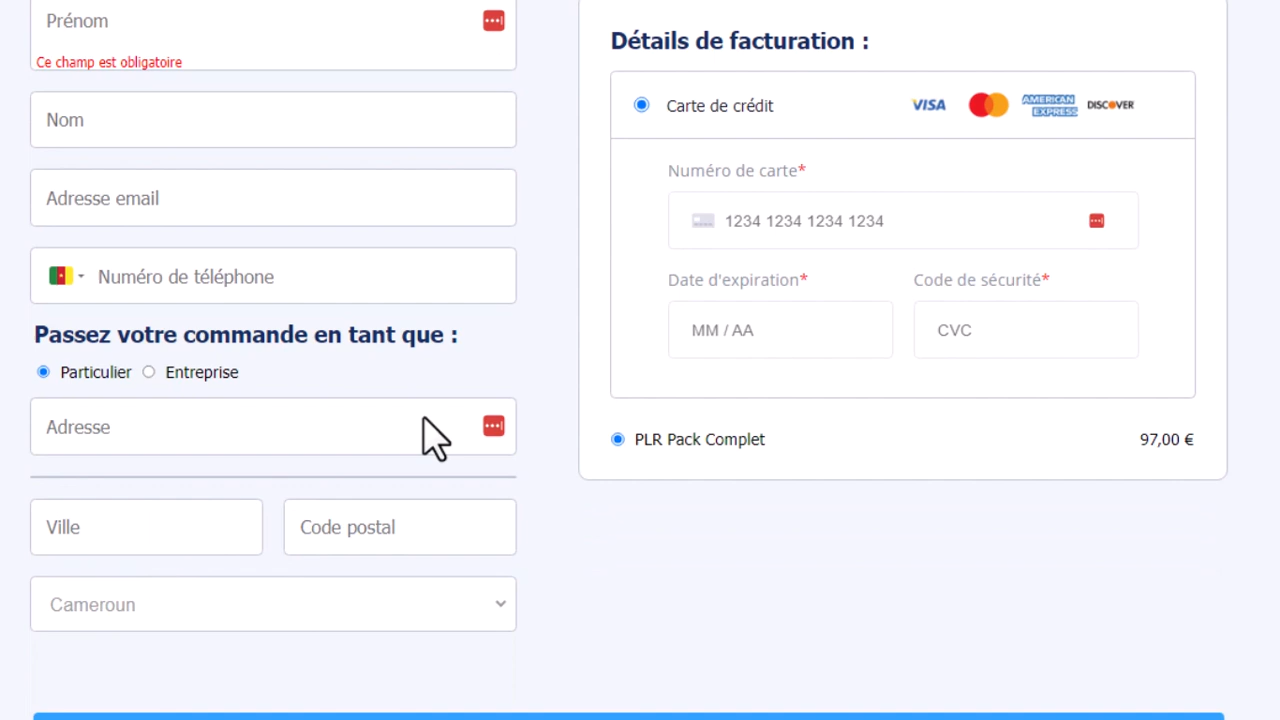 Prénom
Ce champ est obligatoire
Nom
Adresse email
Numéro de téléphone
Passez votre commande en tant que :
Particulier Entreprise
Adresse
Ville Code postal
Cameroun
Détails de facturation :
Carte de crédit VISA AMERICAN EXPRESS DISCOVER
Numéro de carte*
1234 1234 1234 1234
Date d'expiration* Code de sécurité*
MM / AA CVC
PLR Pack Complet 97,00 €